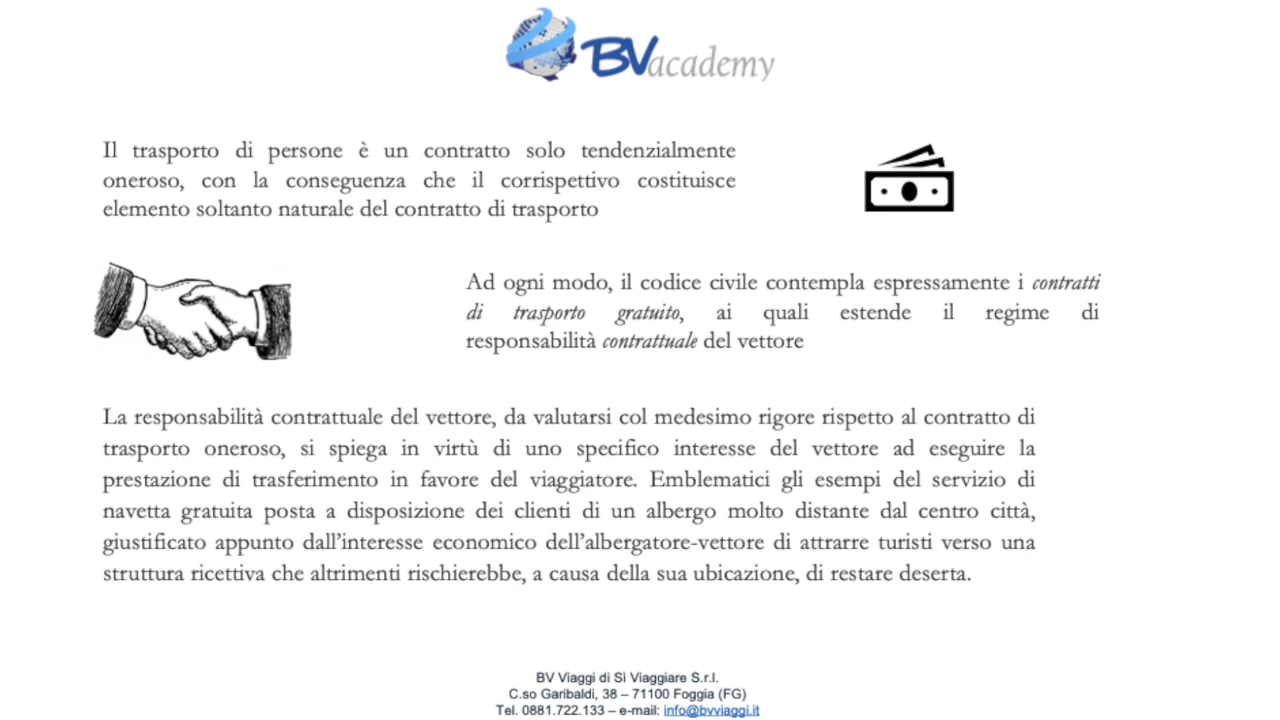 BVacademy
Il trasporto di persone è un contratto solo tendenzialmente
oneroso, con la conseguenza che il corrispettivo costituisce
elemento soltanto naturale del contratto di trasporto
Ad ogni modo, il codice civile contempla espressamente i contratti
di trasporto gratuito, ai quali estende il regime di
responsabilità contrattuale del vettore
La responsabilità contrattuale del vettore, da valutarsi col medesimo rigore rispetto al contratto di
trasporto oneroso, si spiega in virtù di uno specifico interesse del vettore ad eseguire la
prestazione di trasferimento in favore del viaggiatore. Emblematici gli esempi del servizio di
navetta gratuita posta a disposizione dei clienti di un albergo molto distante dal centro città,
giustificato appunto dall’interesse economico dell’albergatore-vettore di attrarre turisti verso una
struttura ricettiva che altrimenti rischierebbe, a causa della sua ubicazione, di restare deserta.
BV Viaggi di Sì Viaggiare S.r.l.
C.so Garibaldi, 38 – 71100 Foggia (FG)
Tel. 0881.722.133 – e-mail: info@bvviaggi.it